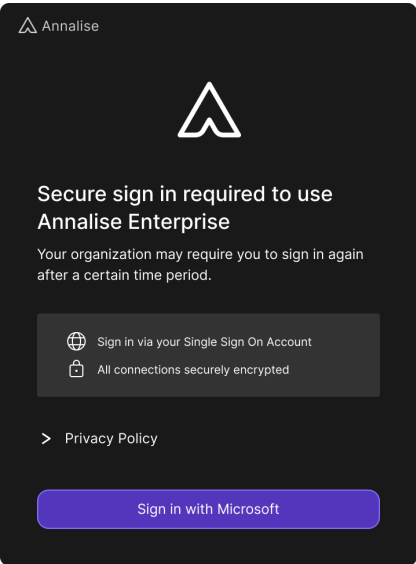 Annalise
Secure sign in required to use
Annalise Enterprise
Your organization may require you to sign in again
after a certain time period.
Sign in via your Single Sign On Account
All connections securely encrypted
Privacy Policy
Sign in with Microsoft